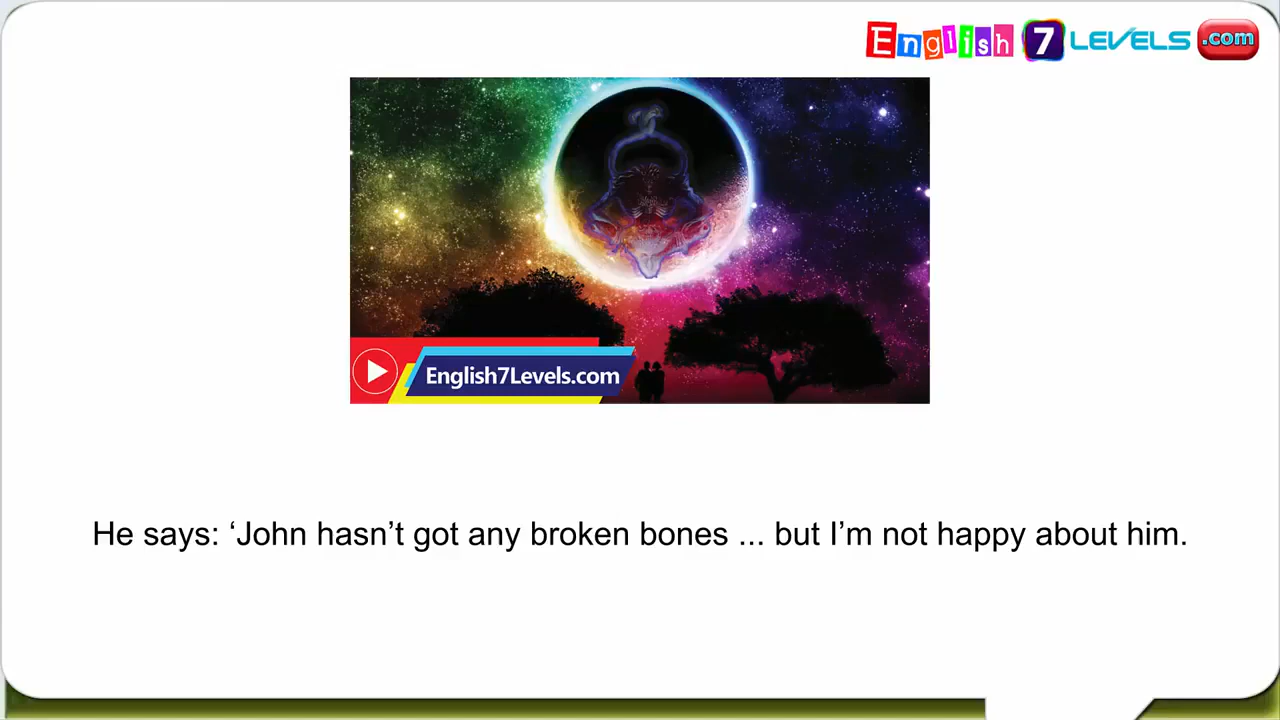 English 7 LEVELS .com
English7Levels.com
He says: ‘John hasn’t got any broken bones ... but I’m not happy about him.